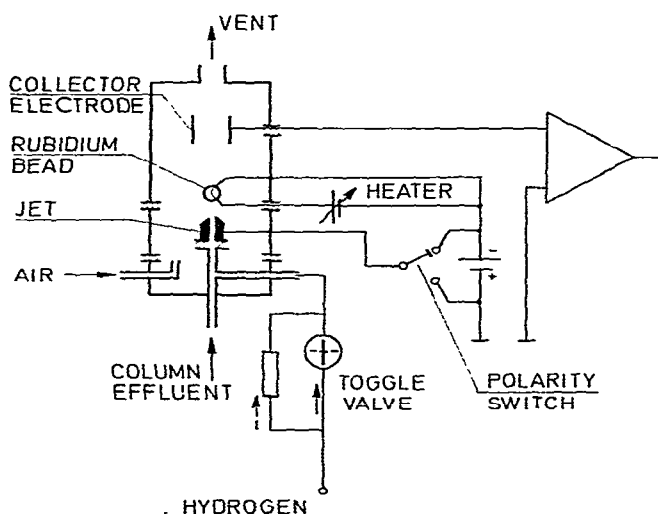 VENT
COLLECTOR
ELECTRODE
RUBIDIUM
BEAD
HEATER
JET
-
+
AIR
COLUMN
EFFLUENT
TOGGLE
VALVE
POLARITY
SWITCH
. HYDROGEN